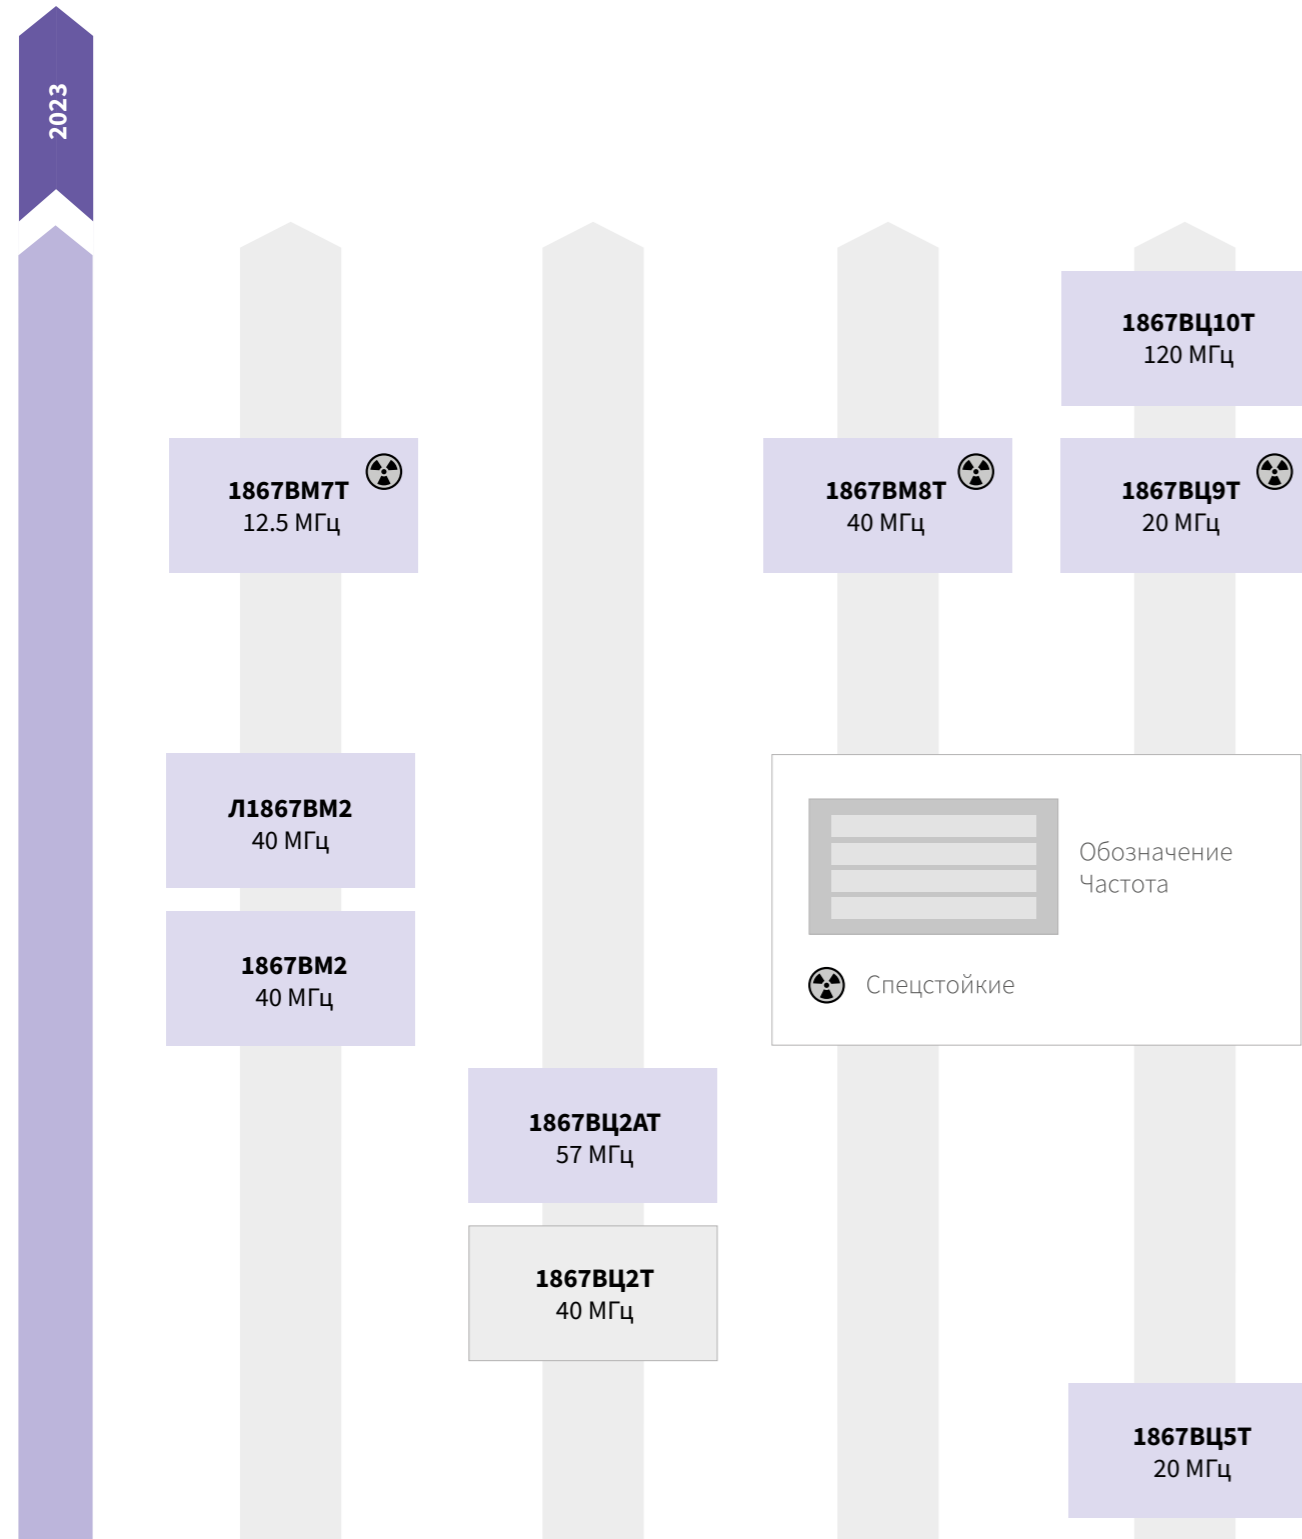 2023
1867ВЦ10Т
120 МГц
1867ВМ7Т
12.5 МГц
1867ВМ8Т
40 МГц
1867ВЦ9Т
20 МГц
Л1867ВМ2
40 МГц
Обозначение
Частота
1867ВМ2
40 МГц
Спецстойкие
1867ВЦ2АТ
57 МГц
1867ВЦ2Т
40 МГц
1867ВЦ5Т
20 МГц